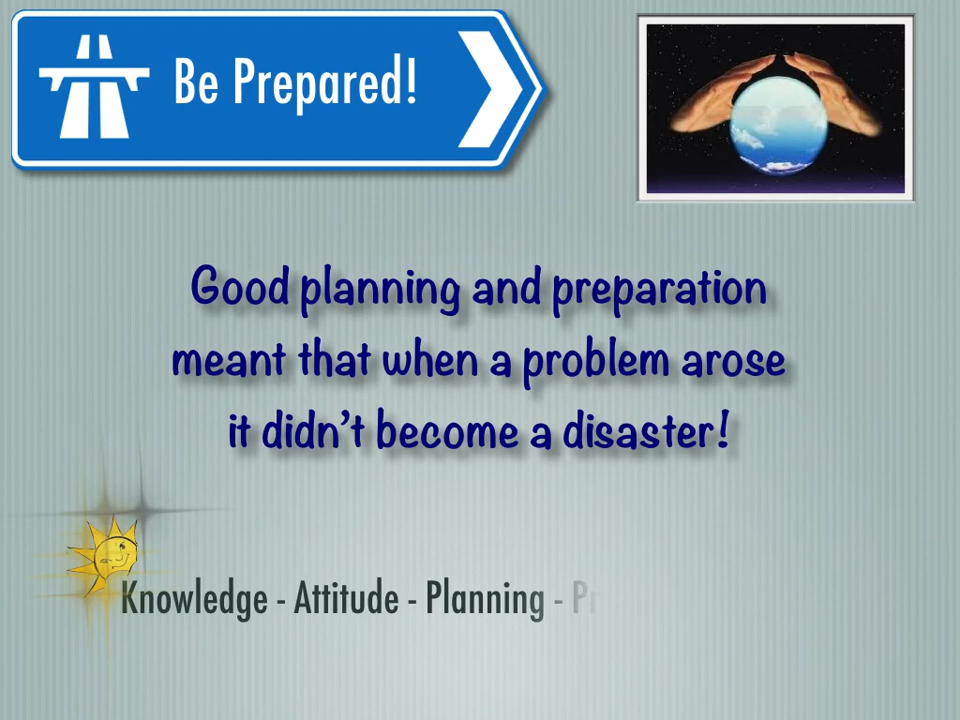 Be Prepared!
Good planning and preparation
meant that when a problem arose
it didn't become a disaster!
Knowledge - Attitude - Planning -